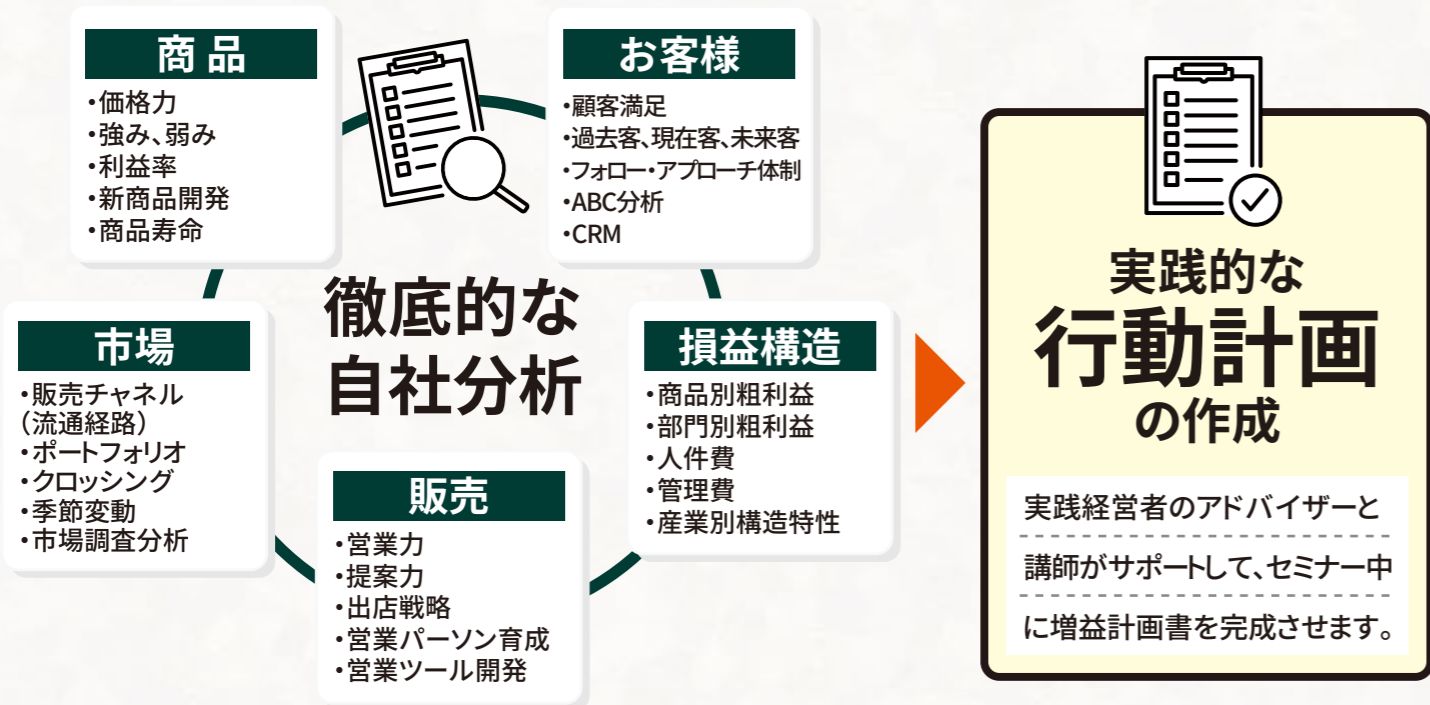 商品
・価格力
・強み、弱み
・利益率
・新商品開発
・商品寿命
お客様
・顧客満足
・過去客、現在客、未来客
・フォロー・アプローチ体制
・ABC分析
・CRM
徹底的な
自社分析
市場
・販売チャネル
(流通経路)
・ポートフォリオ
・クロッシング
・季節変動
・市場調査分析
販売
・営業力
・提案力
・出店戦略
・営業パーソン育成
・営業ツール開発
損益構造
・商品別粗利益
・部門別粗利益
・人件費
・管理費
・産業別構造特性
実践的な
行動計画
の作成
実践経営者のアドバイザーと
講師がサポートして、セミナー中
に増益計画書を完成させます。